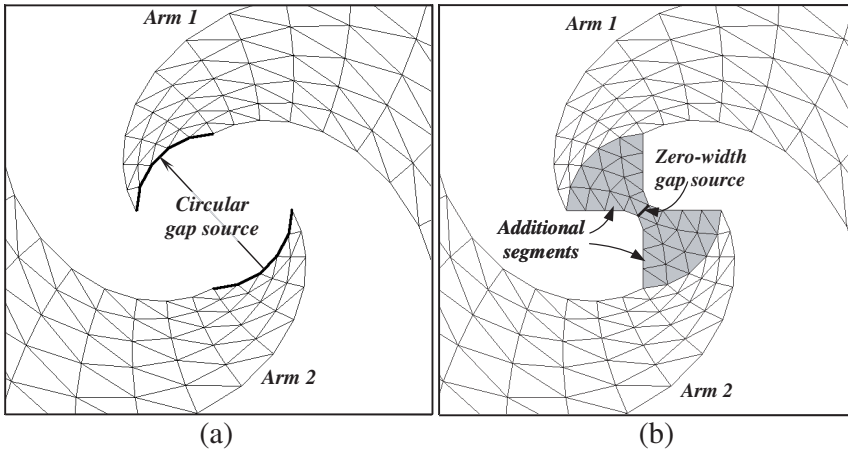 Arm 1
Circular
gap source
Arm 2
(a)
Arm 1
Zero-width
gap source
Additional
segments
Arm 2
(b)